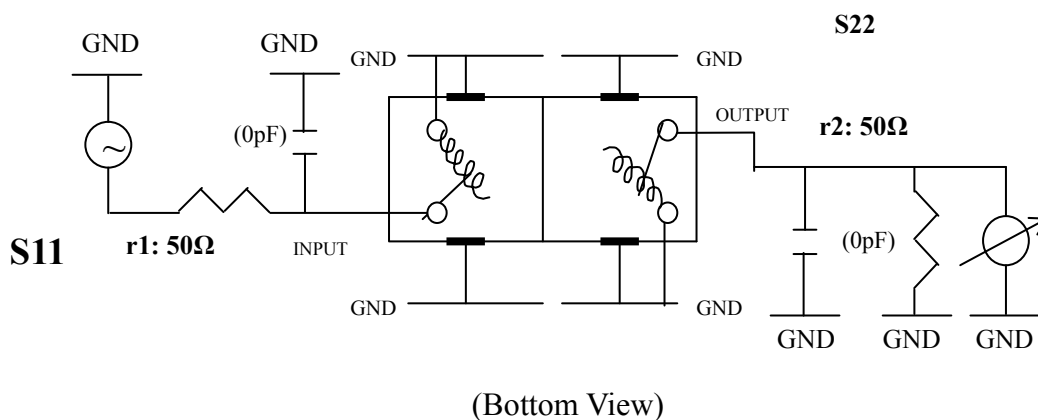 S22
GND
GND
GND
GND
(0pF)
OUTPUT
r2: 50Ω
S11
r1: 50Ω
INPUT
(0pF)
GND
GND
GND
GND
GND
(Bottom View)